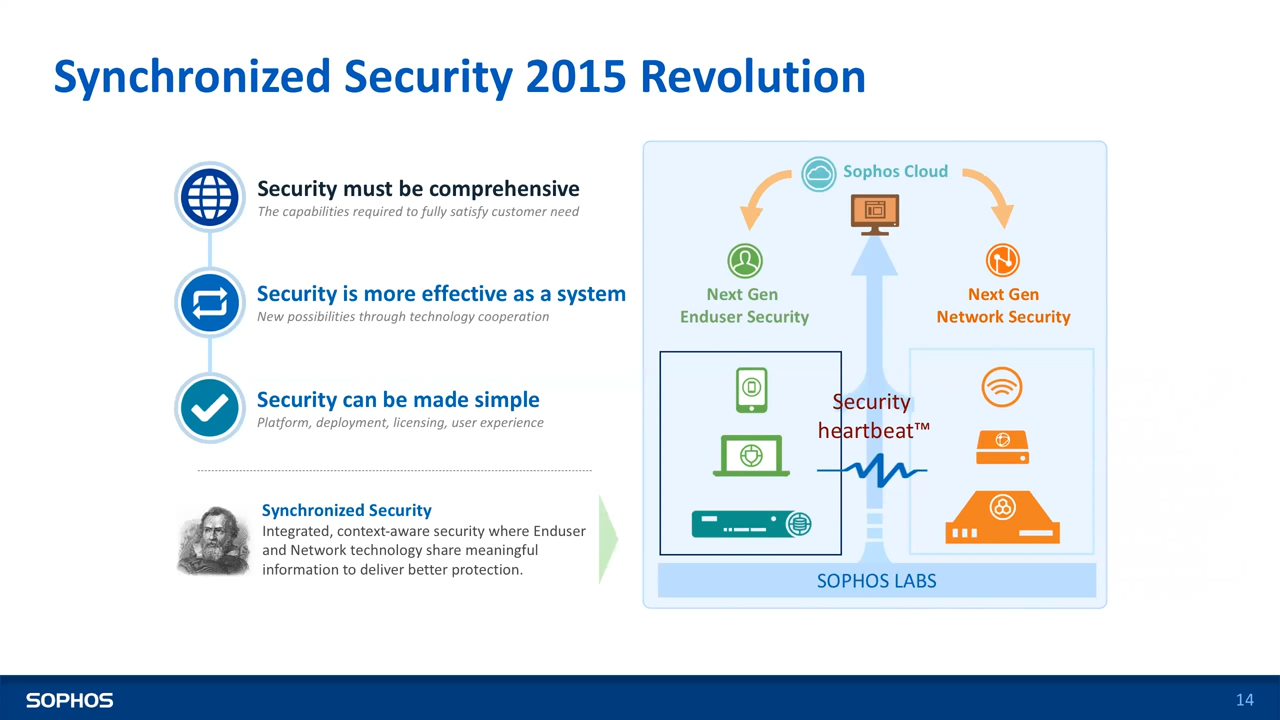 Synchronized Security 2015 Revolution
Security must be comprehensive
The capabilities required to fully satisfy customer need
Security is more effective as a system
New possibilities through technology cooperation
Security can be made simple
Platform, deployment, licensing, user experience
Synchronized Security
Integrated, context-aware security where Enduser
and Network technology share meaningful
information to deliver better protection.
Sophos Cloud
Next Gen
Enduser Security
Next Gen
Network Security
Security
heartbeat™
SOPHOS LABS
SOPHOS
14